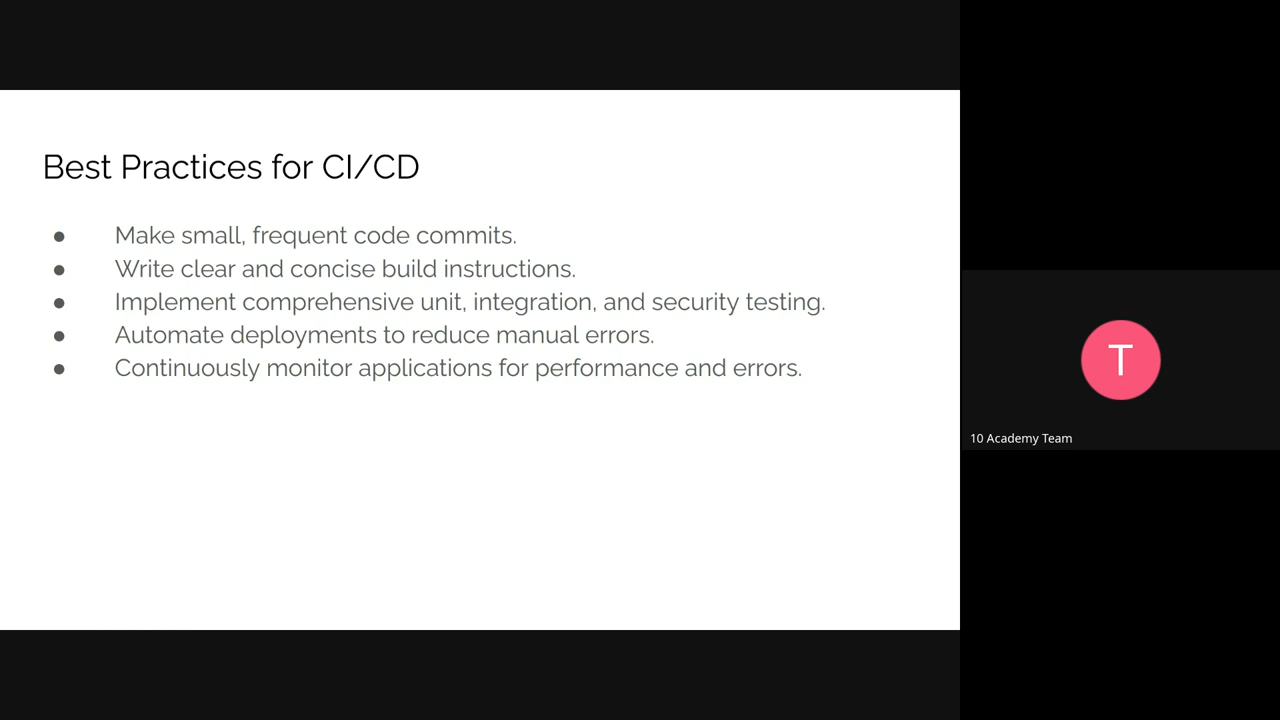 Best Practices for CI/CD
● Make small, frequent code commits.
● Write clear and concise build instructions.
● Implement comprehensive unit, integration, and security testing.
● Automate deployments to reduce manual errors.
● Continuously monitor applications for performance and errors.
T
10 Academy Team